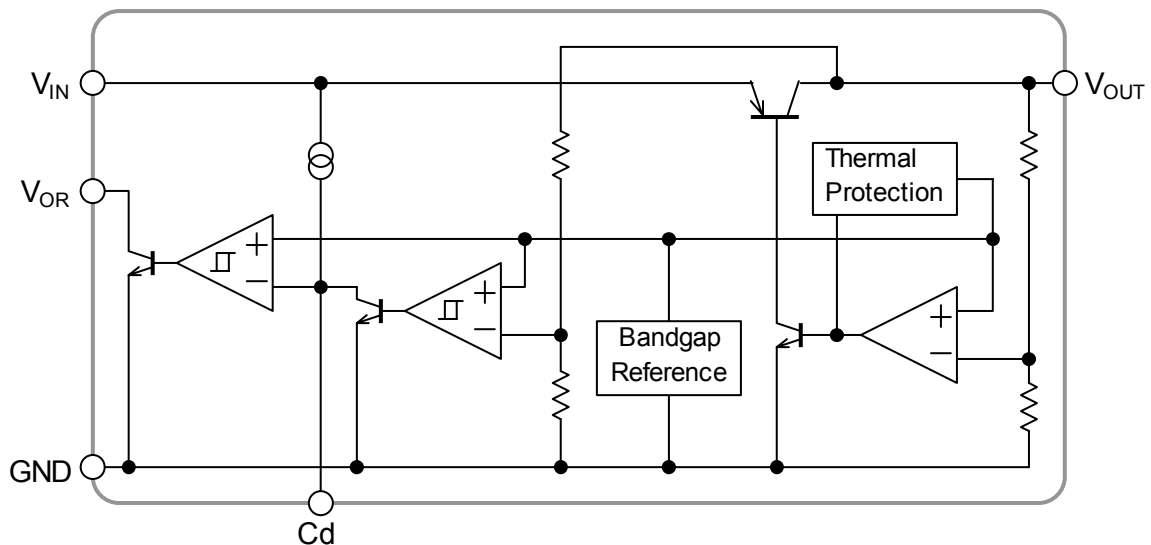 V_IN
V_OUT
Thermal
Protection
V_OR
+
−
+
−
Bandgap
Reference
+
−
GND
Cd